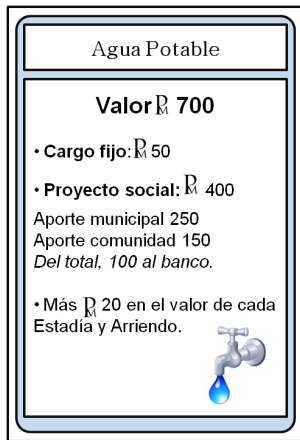 Agua Potable
Valor ₧ 700
• Cargo fijo: ₧ 50
• Proyecto social: ₧ 400
Aporte municipal 250
Aporte comunidad 150
Del total, 100 al banco.
• Más ₧ 20 en el valor de cada
Estadía y Arriendo.